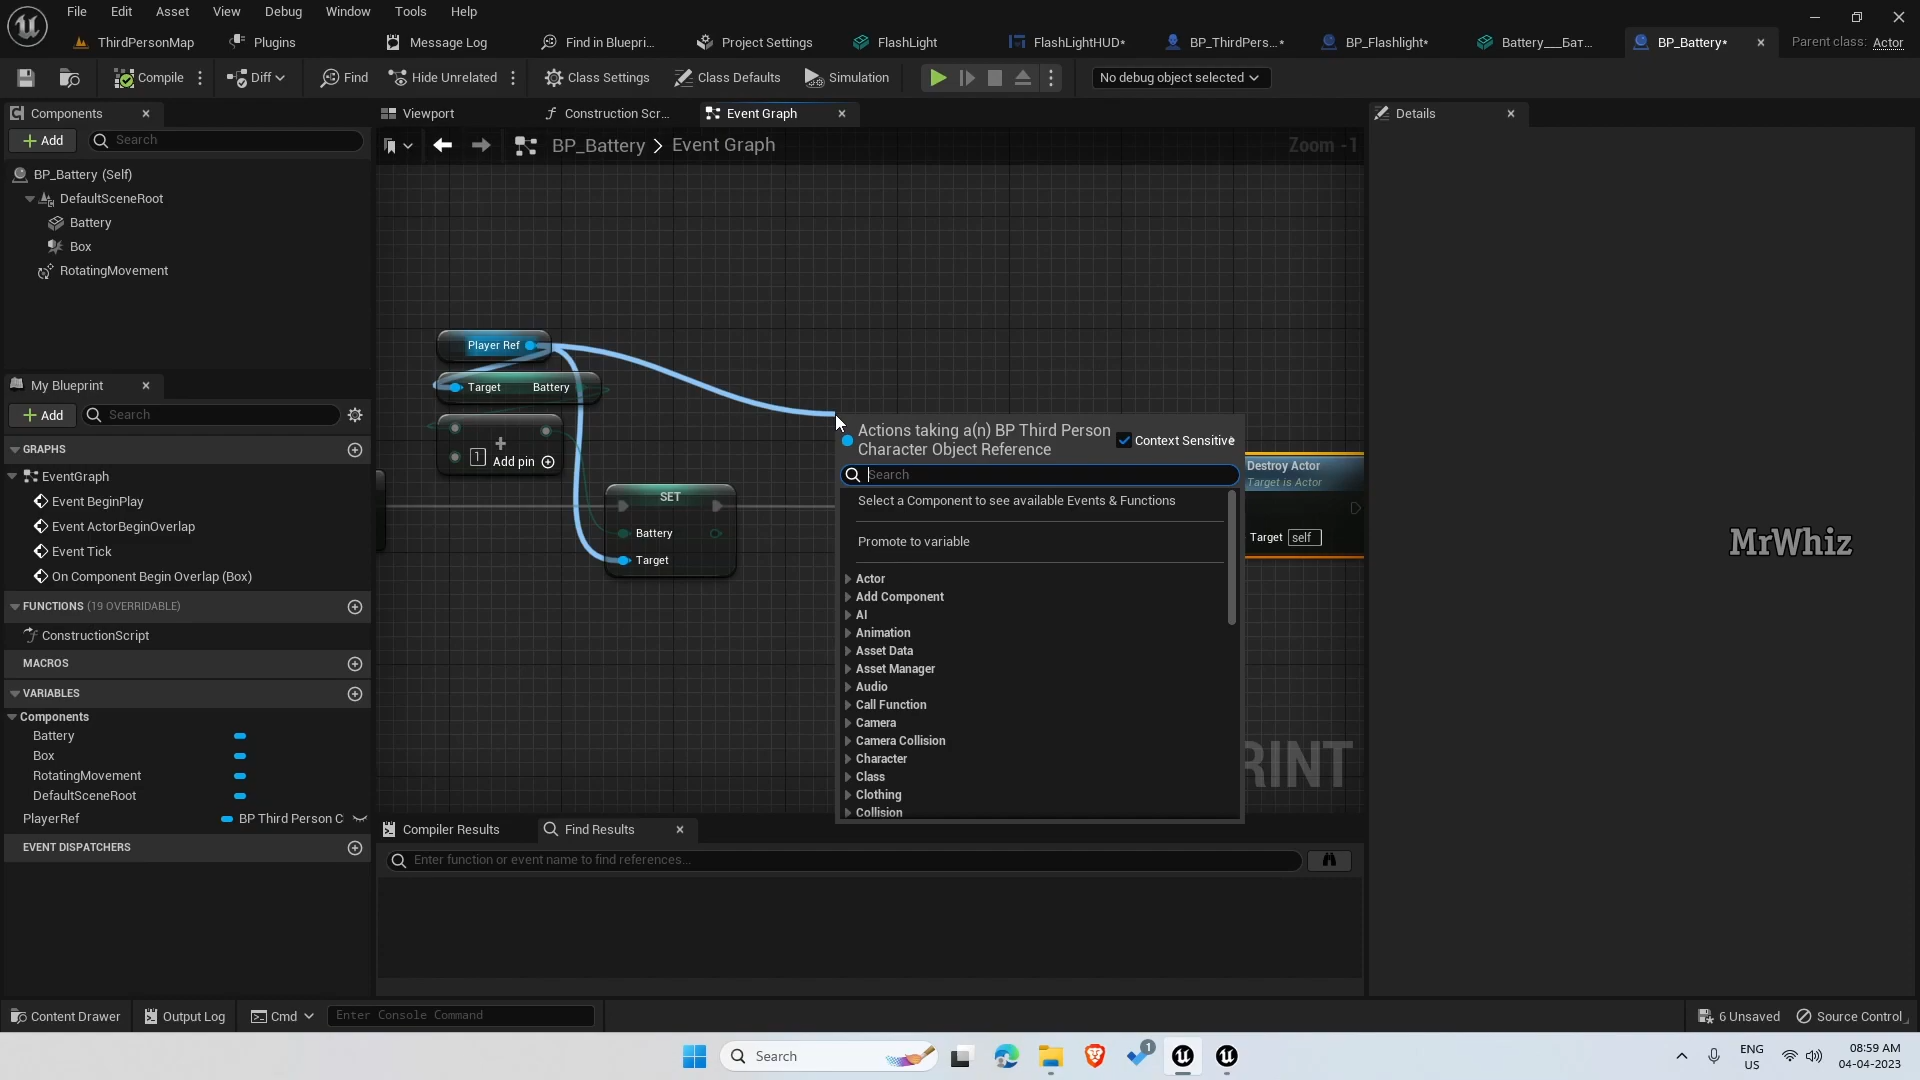 File Edit Asset View Debug Window Tools Help
ThirdPersonMap Plugins Message Log Find in Bluepri... Project Settings FlashLight FlashLightHUD* BP_ThirdPers...* BP_Flashlight* Battery___Бат... BP_Battery* Parent class: Actor
Compile Diff Find Hide Unrelated Class Settings Class Defaults Simulation No debug object selected
Components Viewport Construction Scr... Event Graph Details
Add Search
BP_Battery > Event Graph Zoom -1
BP_Battery (Self)
DefaultSceneRoot
Battery
Box
RotatingMovement
Player Ref
Target Battery
1 Add pin
SET
Battery
Target
Actions taking a(n) BP Third Person
Character Object Reference Context Sensitive
Search
Select a Component to see available Events & Functions
Promote to variable
Actor
Add Component
AI
Animation
Asset Data
Asset Manager
Audio
Call Function
Camera
Camera Collision
Character
Class
Clothing
Collision
Destroy Actor
Target is Actor
Target self
MrWhiz
RINT
My Blueprint
Add Search
GRAPHS
EventGraph
Event BeginPlay
Event ActorBeginOverlap
Event Tick
On Component Begin Overlap (Box)
FUNCTIONS (19 OVERRIDABLE)
ConstructionScript
MACROS
VARIABLES
Components
Battery
Box
RotatingMovement
DefaultSceneRoot
PlayerRef BP Third Person C
EVENT DISPATCHERS
Compiler Results Find Results
Enter function or event name to find references...
Content Drawer Output Log Cmd Enter Console Command 6 Unsaved Source Control
Search 1 ENG
US 08:59 AM
04-04-2023